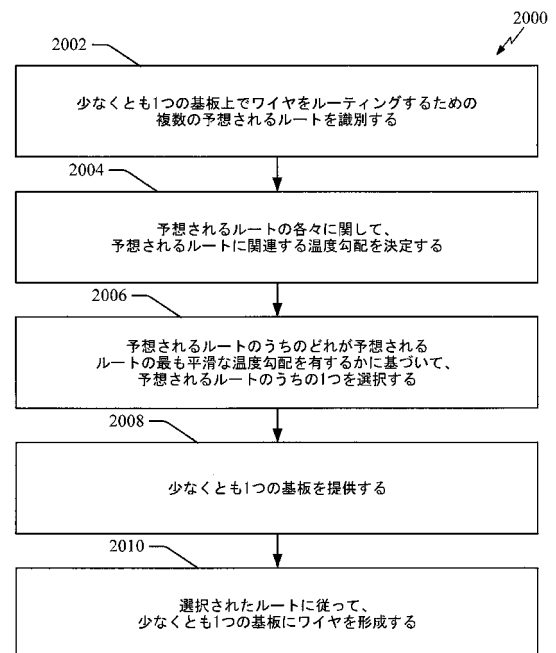 2000
2002
少なくとも1つの基板上でワイヤをルーティングするための
複数の予想されるルートを識別する
2004
予想されるルートの各々に関して、
予想されるルートに関連する温度勾配を決定する
2006
予想されるルートのうちのどれが予想される
ルートの最も平滑な温度勾配を有するかに基づいて、
予想されるルートのうちの1つを選択する
2008
少なくとも1つの基板を提供する
2010
選択されたルートに従って、
少なくとも1つの基板にワイヤを形成する